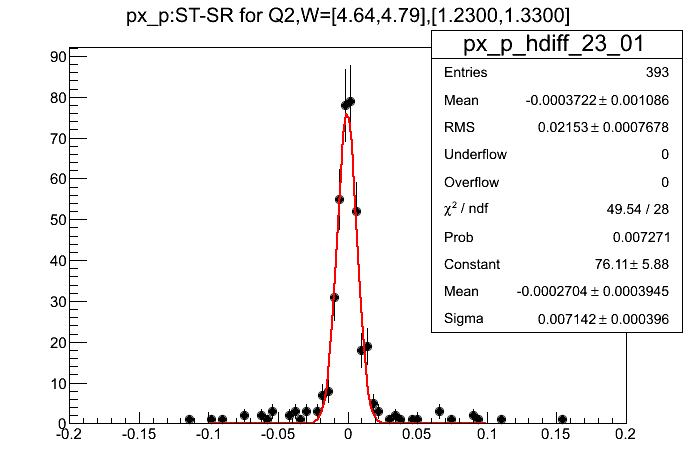 px_p:ST-SR for Q2,W=[4.64,4.79],[1.2300,1.3300]
px_p_hdiff_23_01
Entries 393
Mean -0.0003722 ± 0.001086
RMS 0.02153 ± 0.0007678
Underflow 0
Overflow 0
χ² / ndf 49.54 / 28
Prob 0.007271
Constant 76.11 ± 5.88
Mean -0.0002704 ± 0.0003945
Sigma 0.007142 ± 0.000396
90
80
70
60
50
40
30
20
10
0
-0.2 -0.15 -0.1 -0.05 0 0.05 0.1 0.15 0.2